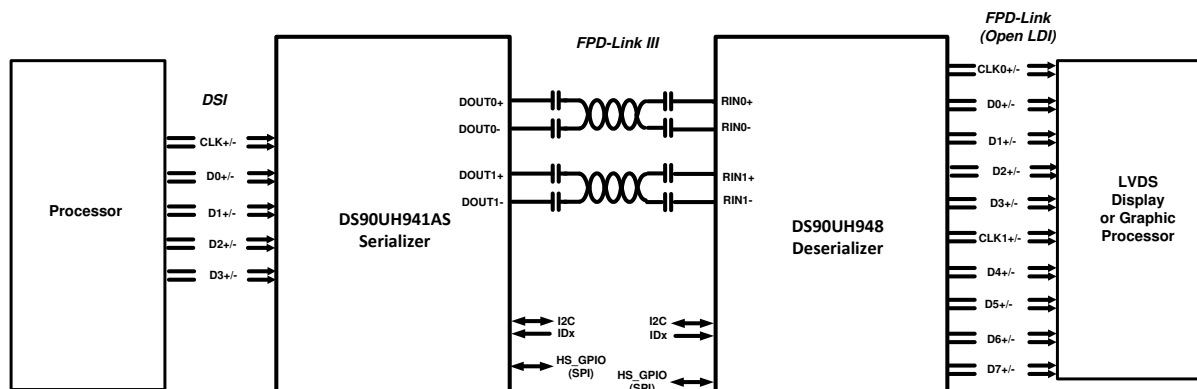 Processor
DSI
CLK+/-
D0+/-
D1+/-
D2+/-
D3+/-
DS90UH941AS
Serializer
DOUT0+
DOUT0-
DOUT1+
DOUT1-
I2C
IDx
HS_GPIO
(SPI)
FPD-Link III
RIN0+
RIN0-
RIN1+
RIN1-
I2C
IDx
HS_GPIO
(SPI)
DS90UH948
Deserializer
FPD-Link
(Open LDI)
CLK0+/-
D0+/-
D1+/-
D2+/-
D3+/-
CLK1+/-
D4+/-
D5+/-
D6+/-
D7+/-
LVDS
Display
or Graphic
Processor